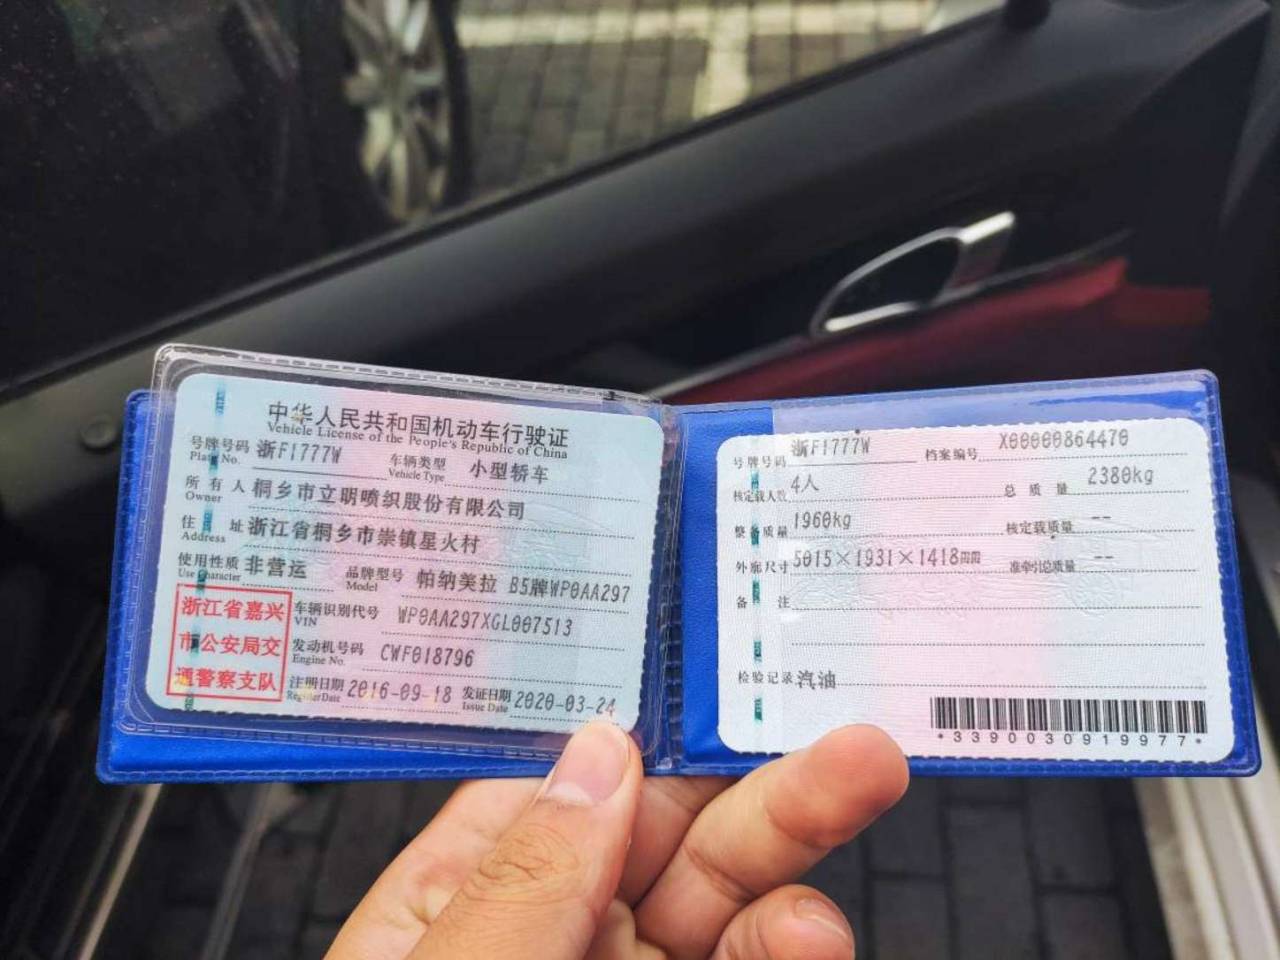 中华人民共和国机动车行驶证
Vehicle License of the People's Republic of China
号牌号码 浙F1777W 车辆类型 小型轿车
Plate No. Vehicle Type
所有人 桐乡市立明喷织股份有限公司
Owner
住址 浙江省桐乡市崇镇星火村
Address
使用性质 非营运 品牌型号 帕纳美拉 B5牌WP0AA297
Use Character Model
浙江省嘉兴
市公安局交
通警察支队
车辆识别代号 WP0AA297XGL007513
VIN
发动机号码 CWF018796
Engine No.
注册日期 2016-09-18 发证日期 2020-03-24
Register Date Issue Date
号牌号码 浙F1777W 档案编号 X00000864470
核定载人数 4人 总质量 2380kg
整备质量 1960kg 核定载质量 --
外廓尺寸 5015×1931×1418 准牵引总质量 --
备注
检验记录 汽油
*3390030919977*